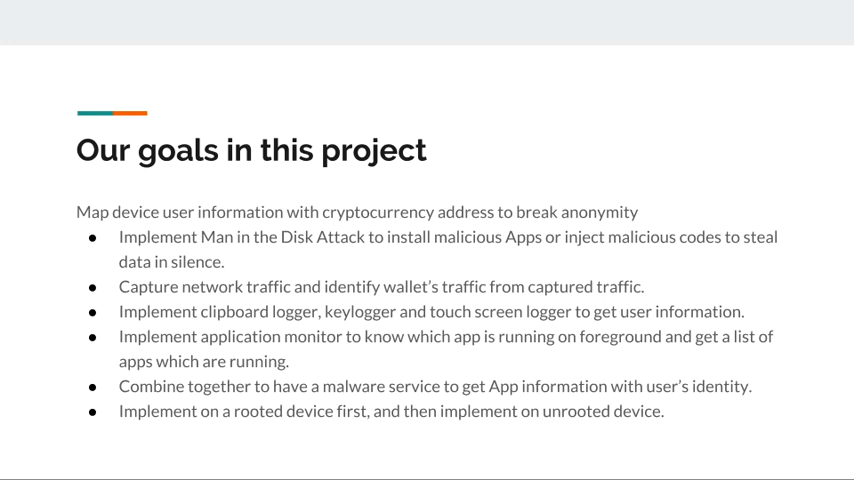 Our goals in this project
Map device user information with cryptocurrency address to break anonymity
● Implement Man in the Disk Attack to install malicious Apps or inject malicious codes to steal
data in silence.
● Capture network traffic and identify wallet’s traffic from captured traffic.
● Implement clipboard logger, keylogger and touch screen logger to get user information.
● Implement application monitor to know which app is running on foreground and get a list of
apps which are running.
● Combine together to have a malware service to get App information with user’s identity.
● Implement on a rooted device first, and then implement on unrooted device.